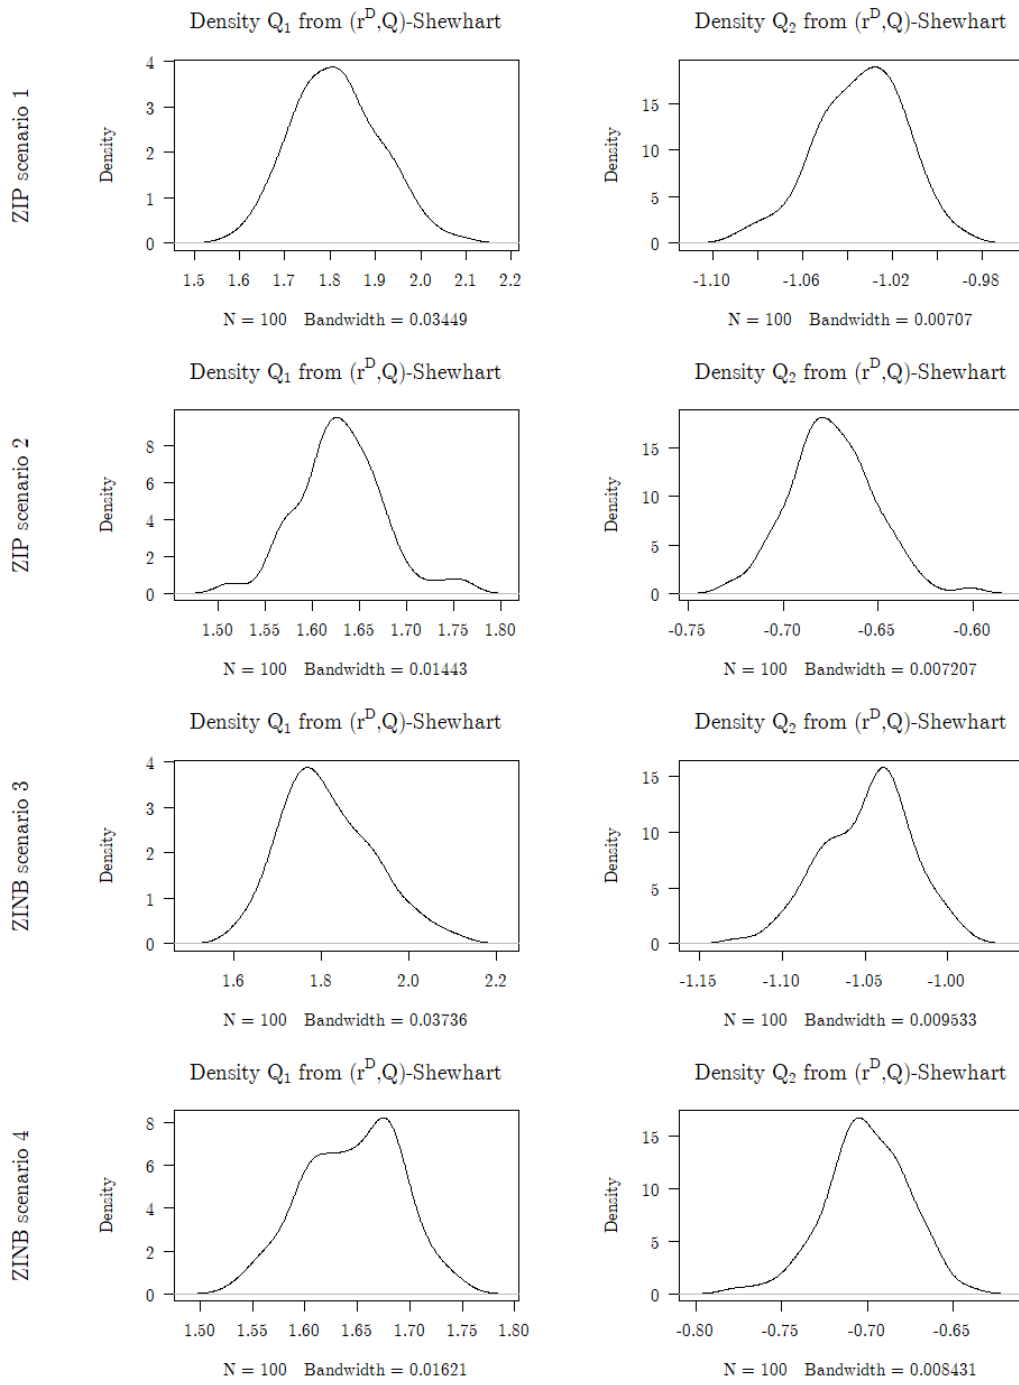 Density Q1 from (r^D,Q)-Shewhart
Density Q2 from (r^D,Q)-Shewhart
ZIP scenario 1
Density
4
3
2
1
0
1.5 1.6 1.7 1.8 1.9 2.0 2.1 2.2
N = 100 Bandwidth = 0.03449
Density
15
10
5
0
-1.10 -1.06 -1.02 -0.98
N = 100 Bandwidth = 0.00707
Density Q1 from (r^D,Q)-Shewhart
Density Q2 from (r^D,Q)-Shewhart
ZIP scenario 2
Density
8
6
4
2
0
1.50 1.55 1.60 1.65 1.70 1.75 1.80
N = 100 Bandwidth = 0.01443
Density
15
10
5
0
-0.75 -0.70 -0.65 -0.60
N = 100 Bandwidth = 0.007207
Density Q1 from (r^D,Q)-Shewhart
Density Q2 from (r^D,Q)-Shewhart
ZINB scenario 3
Density
4
3
2
1
0
1.6 1.8 2.0 2.2
N = 100 Bandwidth = 0.03736
Density
15
10
5
0
-1.15 -1.10 -1.05 -1.00
N = 100 Bandwidth = 0.009533
Density Q1 from (r^D,Q)-Shewhart
Density Q2 from (r^D,Q)-Shewhart
ZINB scenario 4
Density
8
6
4
2
0
1.50 1.55 1.60 1.65 1.70 1.75 1.80
N = 100 Bandwidth = 0.01621
Density
15
10
5
0
-0.80 -0.75 -0.70 -0.65
N = 100 Bandwidth = 0.008431